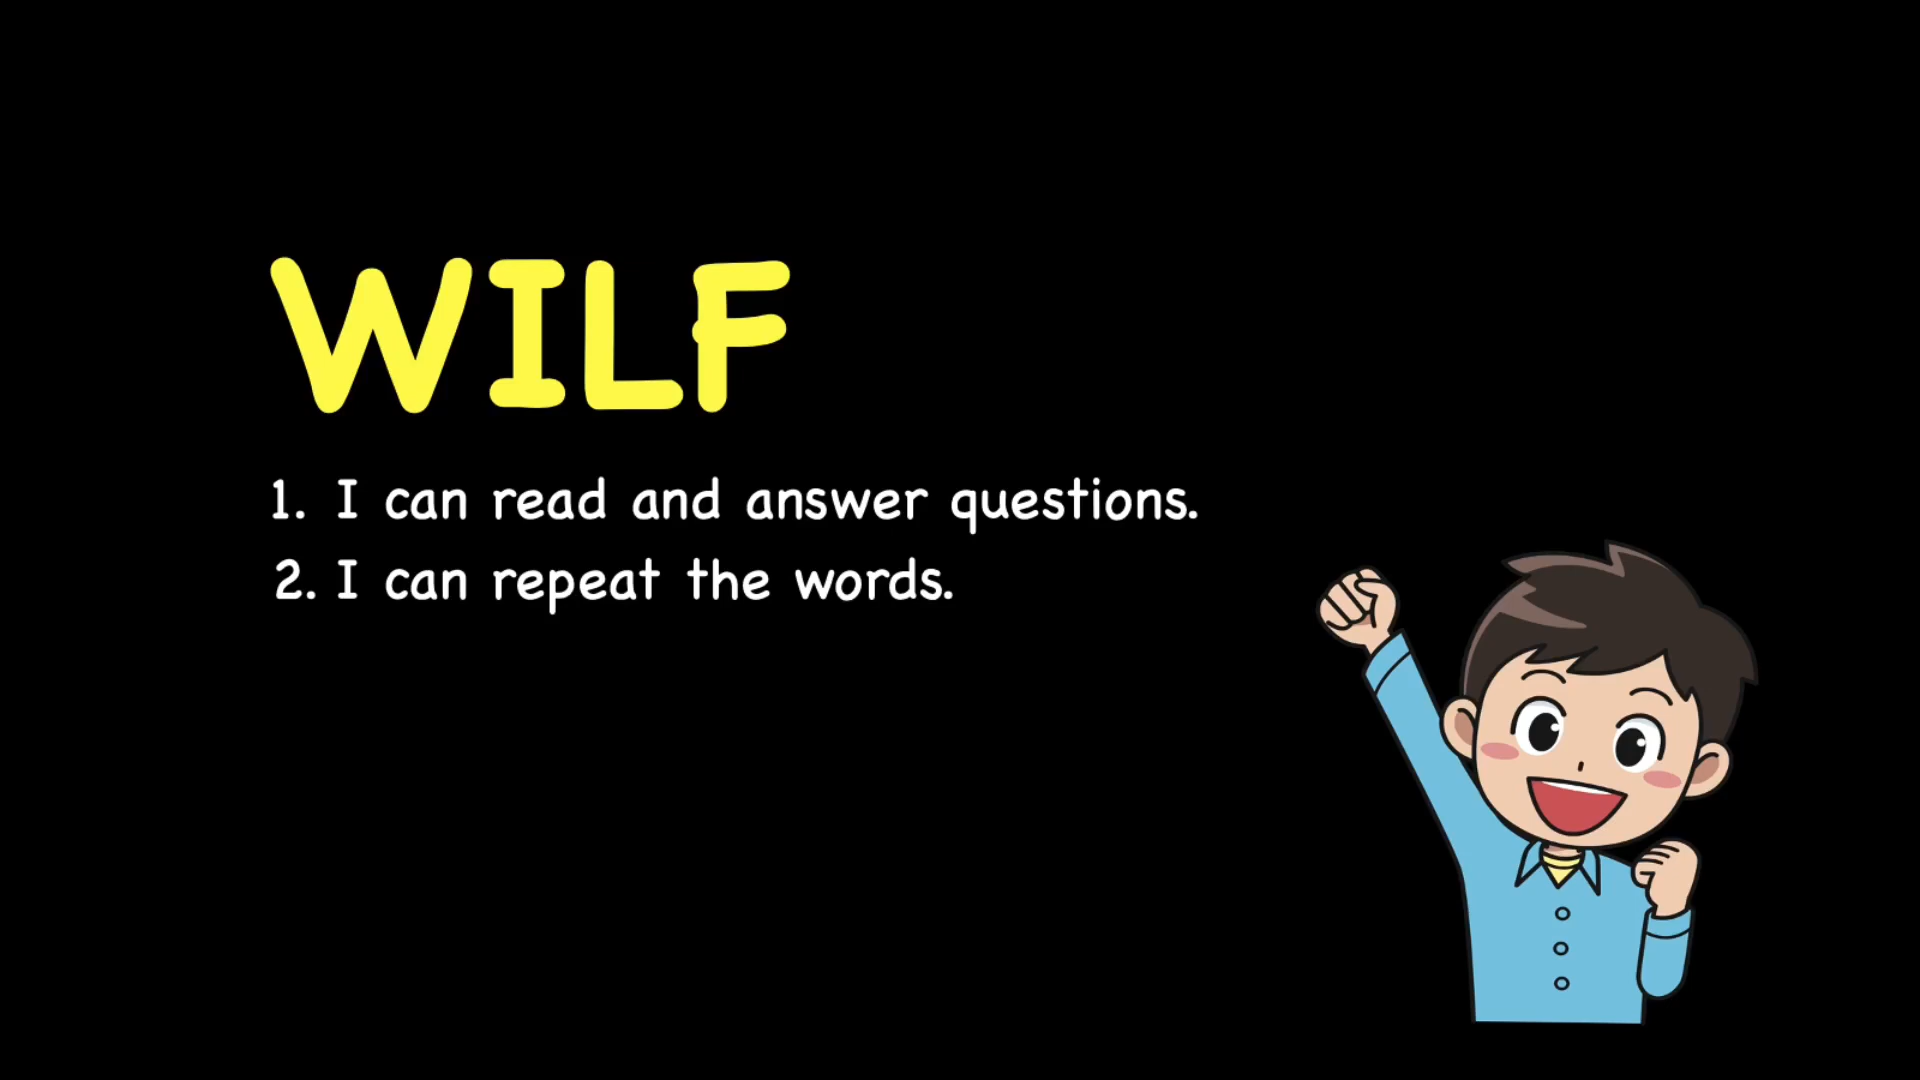 WILF
1. I can read and answer questions.
2. I can repeat the words.